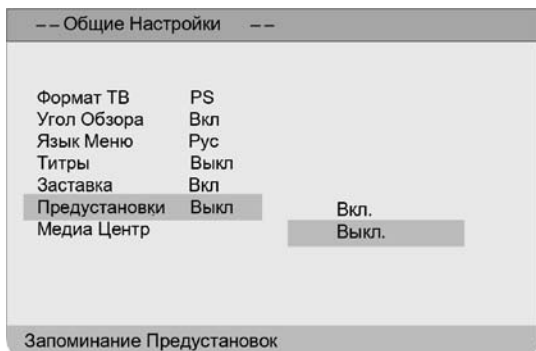 -- Общие Настройки --
Формат ТВ PS
Угол Обзора Вкл
Язык Меню Рус
Титры Выкл
Заставка Вкл
Предустановки Выкл Вкл.
Медиа Центр Выкл.
Запоминание Предустановок